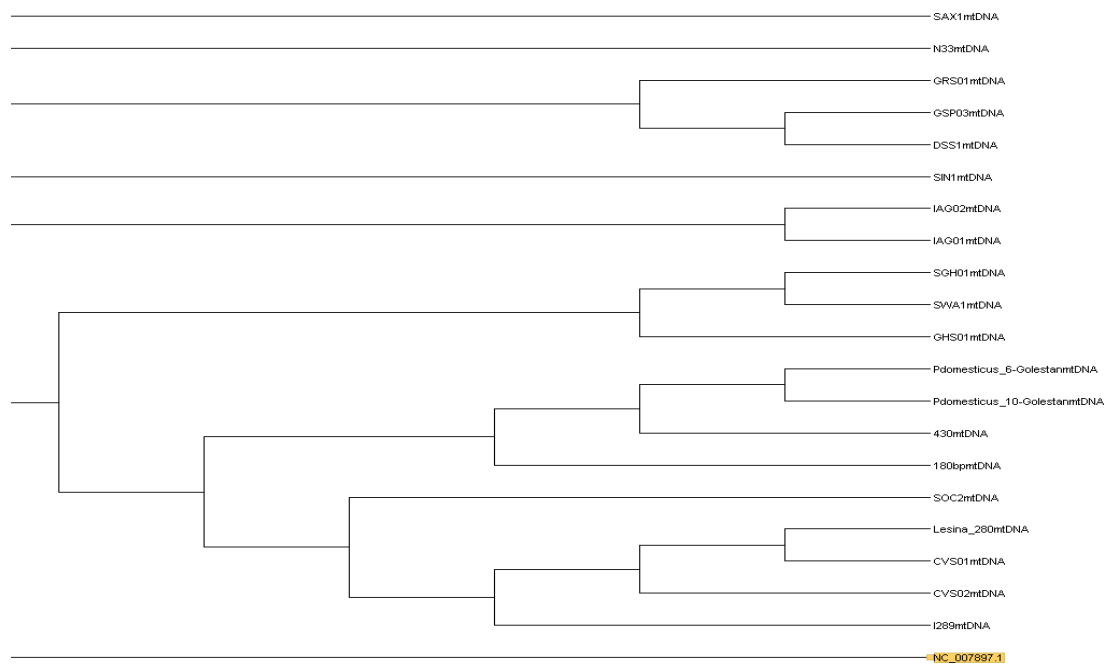 SAX1mtDNA
N33mtDNA
GRS01mtDNA
GSP03mtDNA
DSS1mtDNA
SIN1mtDNA
IAG02mtDNA
IAG01mtDNA
SGH01mtDNA
SWA1mtDNA
GHS01mtDNA
Pdomesticus_6-GolestanmtDNA
Pdomesticus_10-GolestanmtDNA
430mtDNA
180bpmtDNA
SOC2mtDNA
Lesina_280mtDNA
CVS01mtDNA
CVS02mtDNA
I289mtDNA
NC_007897.1